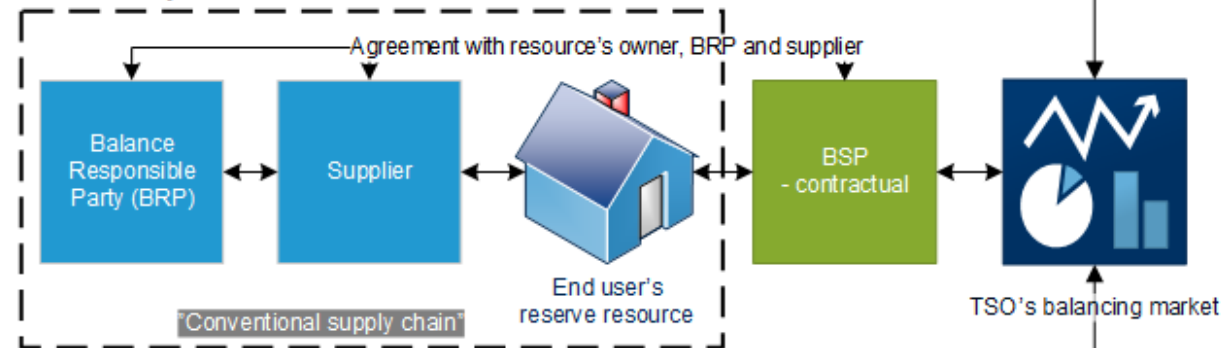 Agreement with resource's owner, BRP and supplier
Balance
Responsible
Party (BRP)
Supplier
BSP
- contractual
End user's
reserve resource
"Conventional supply chain"
TSO's balancing market